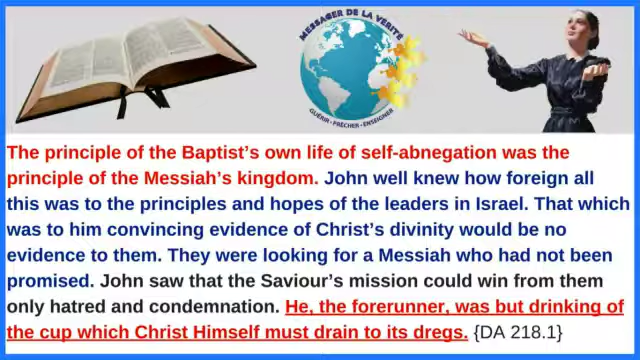 MESSAGER DE LA VERITÉ
GUÉRIR • PRÊCHER • ENSEIGNER
The principle of the Baptist’s own life of self-abnegation was the
principle of the Messiah’s kingdom. John well knew how foreign all
this was to the principles and hopes of the leaders in Israel. That which
was to him convincing evidence of Christ’s divinity would be no
evidence to them. They were looking for a Messiah who had not been
promised. John saw that the Saviour’s mission could win from them
only hatred and condemnation. He, the forerunner, was but drinking of
the cup which Christ Himself must drain to its dregs. {DA 218.1}